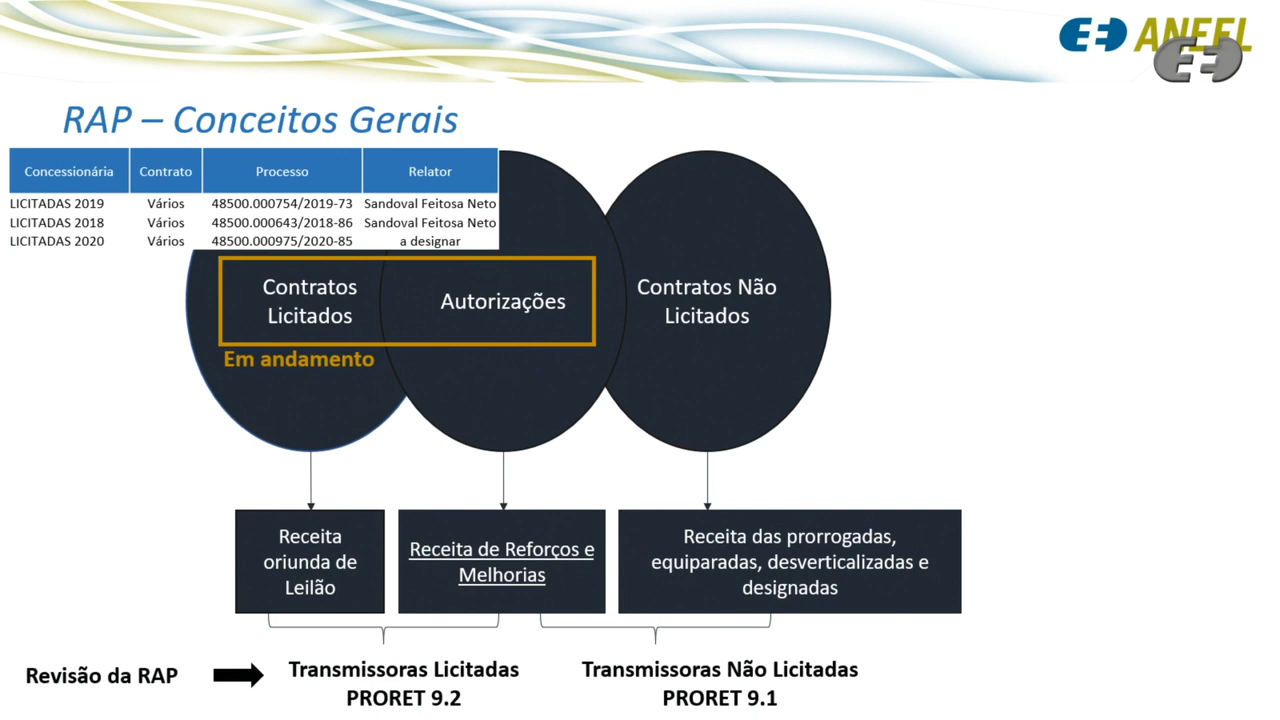 ANEEL
RAP – Conceitos Gerais
Concessionária Contrato Processo Relator
LICITADAS 2019 Vários 48500.000754/2019-73 Sandoval Feitosa Neto
LICITADAS 2018 Vários 48500.000643/2018-86 Sandoval Feitosa Neto
LICITADAS 2020 Vários 48500.000975/2020-85 a designar
Contratos
Licitados
Autorizações
Contratos Não
Licitados
Em andamento
Receita
oriunda de
Leilão
Receita de Reforços e
Melhorias
Receita das prorrogadas,
equiparadas, desverticalizadas e
designadas
Revisão da RAP
Transmissoras Licitadas
PRORET 9.2
Transmissoras Não Licitadas
PRORET 9.1